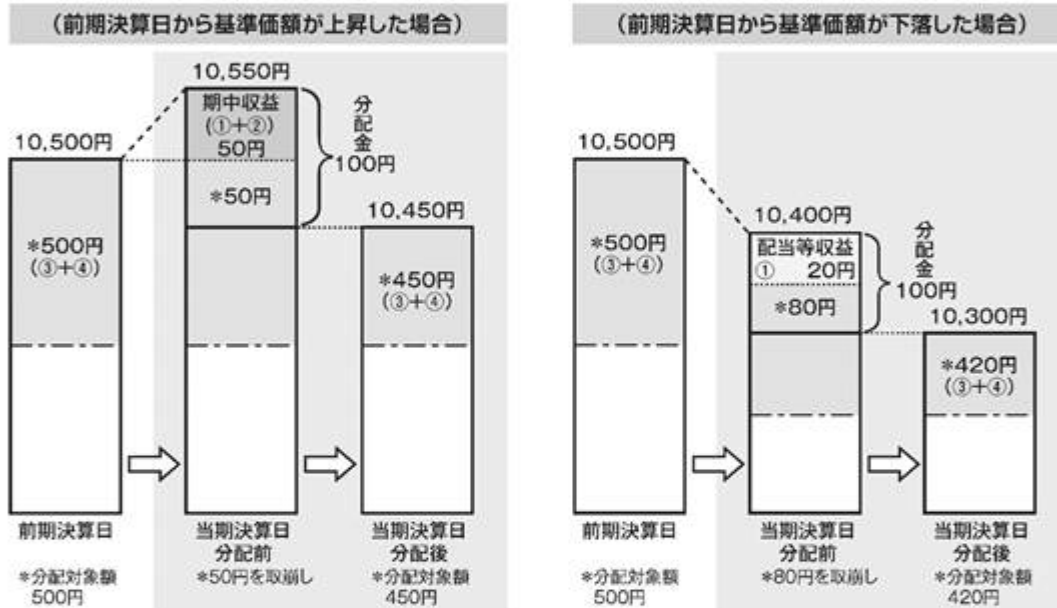 （前期決算日から基準価額が上昇した場合）
10,550円
期中収益
（①＋②）
50円
＊50円
分配金
100円
10,500円
＊500円
（③＋④）
10,450円
＊450円
（③＋④）
前期決算日
当期決算日
分配前
当期決算日
分配後
＊分配対象額
500円
＊50円を取崩し
＊分配対象額
450円
（前期決算日から基準価額が下落した場合）
10,500円
＊500円
（③＋④）
10,400円
配当等収益
① 20円
＊80円
分配金
100円
10,300円
＊420円
（③＋④）
前期決算日
当期決算日
分配前
当期決算日
分配後
＊分配対象額
500円
＊80円を取崩し
＊分配対象額
420円